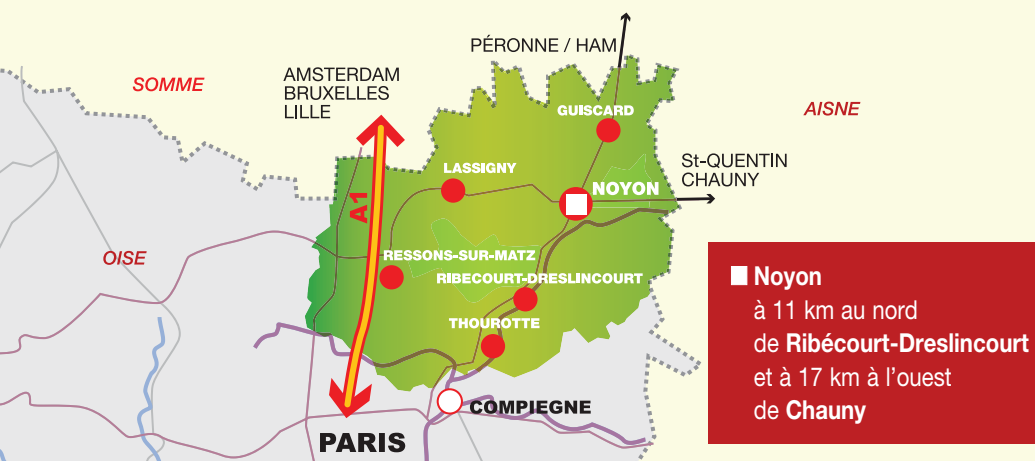 PÉRONNE / HAM
SOMME
AMSTERDAM
BRUXELLES
LILLE
AISNE
GUISCARD
St-QUENTIN
CHAUNY
LASSIGNY
NOYON
A1
OISE
RESSONS-SUR-MATZ
RIBECOURT-DRESLINCOURT
THOUROTTE
COMPIEGNE
PARIS
Noyon
à 11 km au nord
de Ribécourt-Dreslincourt
et à 17 km à l'ouest
de Chauny